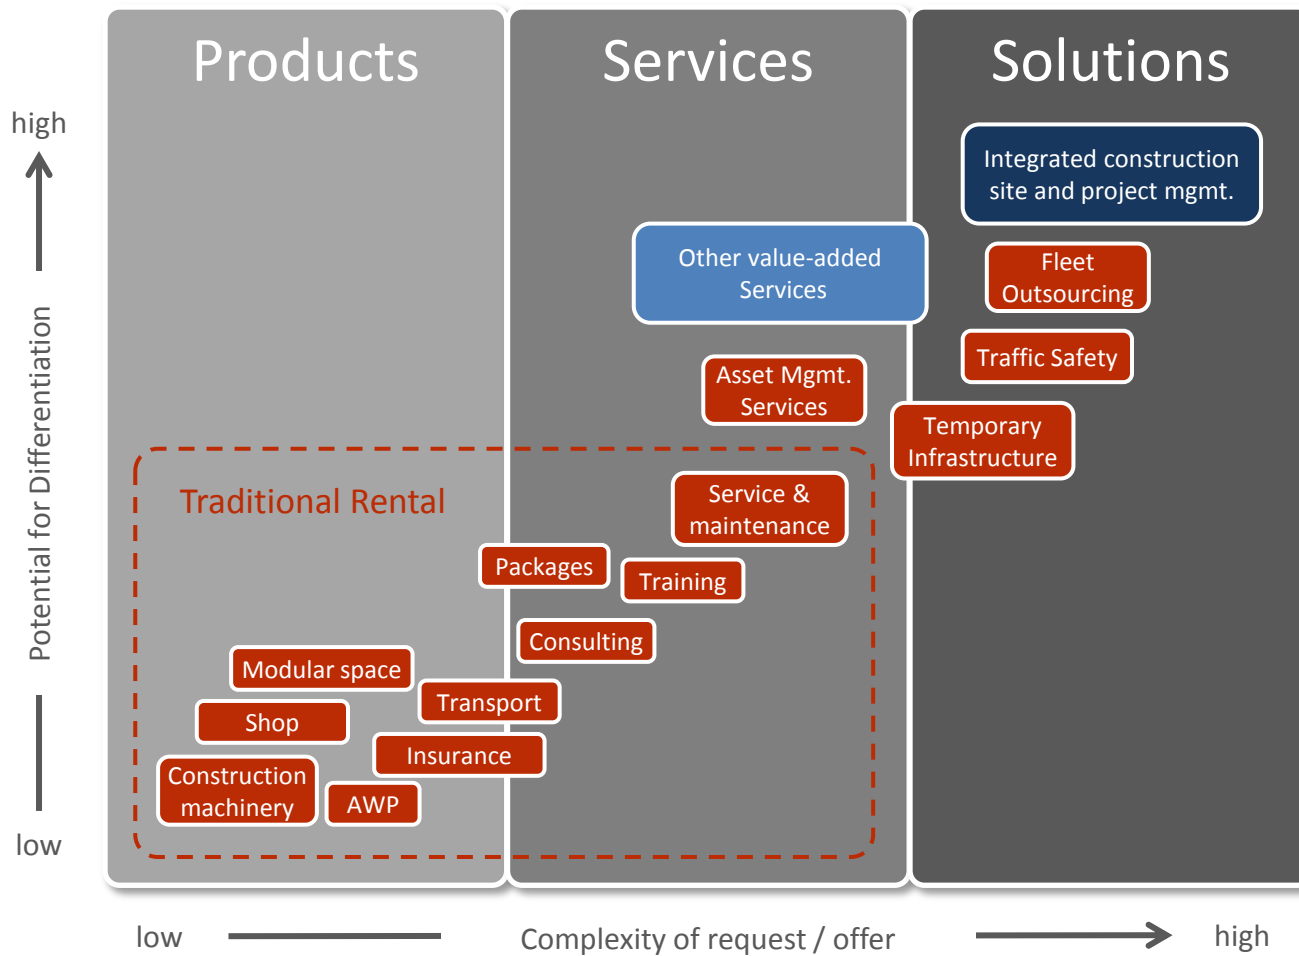 Products
Services
Solutions
high
Integrated construction
site and project mgmt.
Other value-added
Services
Fleet
Outsourcing
Traffic Safety
Asset Mgmt.
Services
Temporary
Infrastructure
Potential for Differentiation
Traditional Rental
Service &
maintenance
Packages
Training
Consulting
Modular space
Transport
Shop
Insurance
Construction
machinery
AWP
low
low
Complexity of request / offer
high